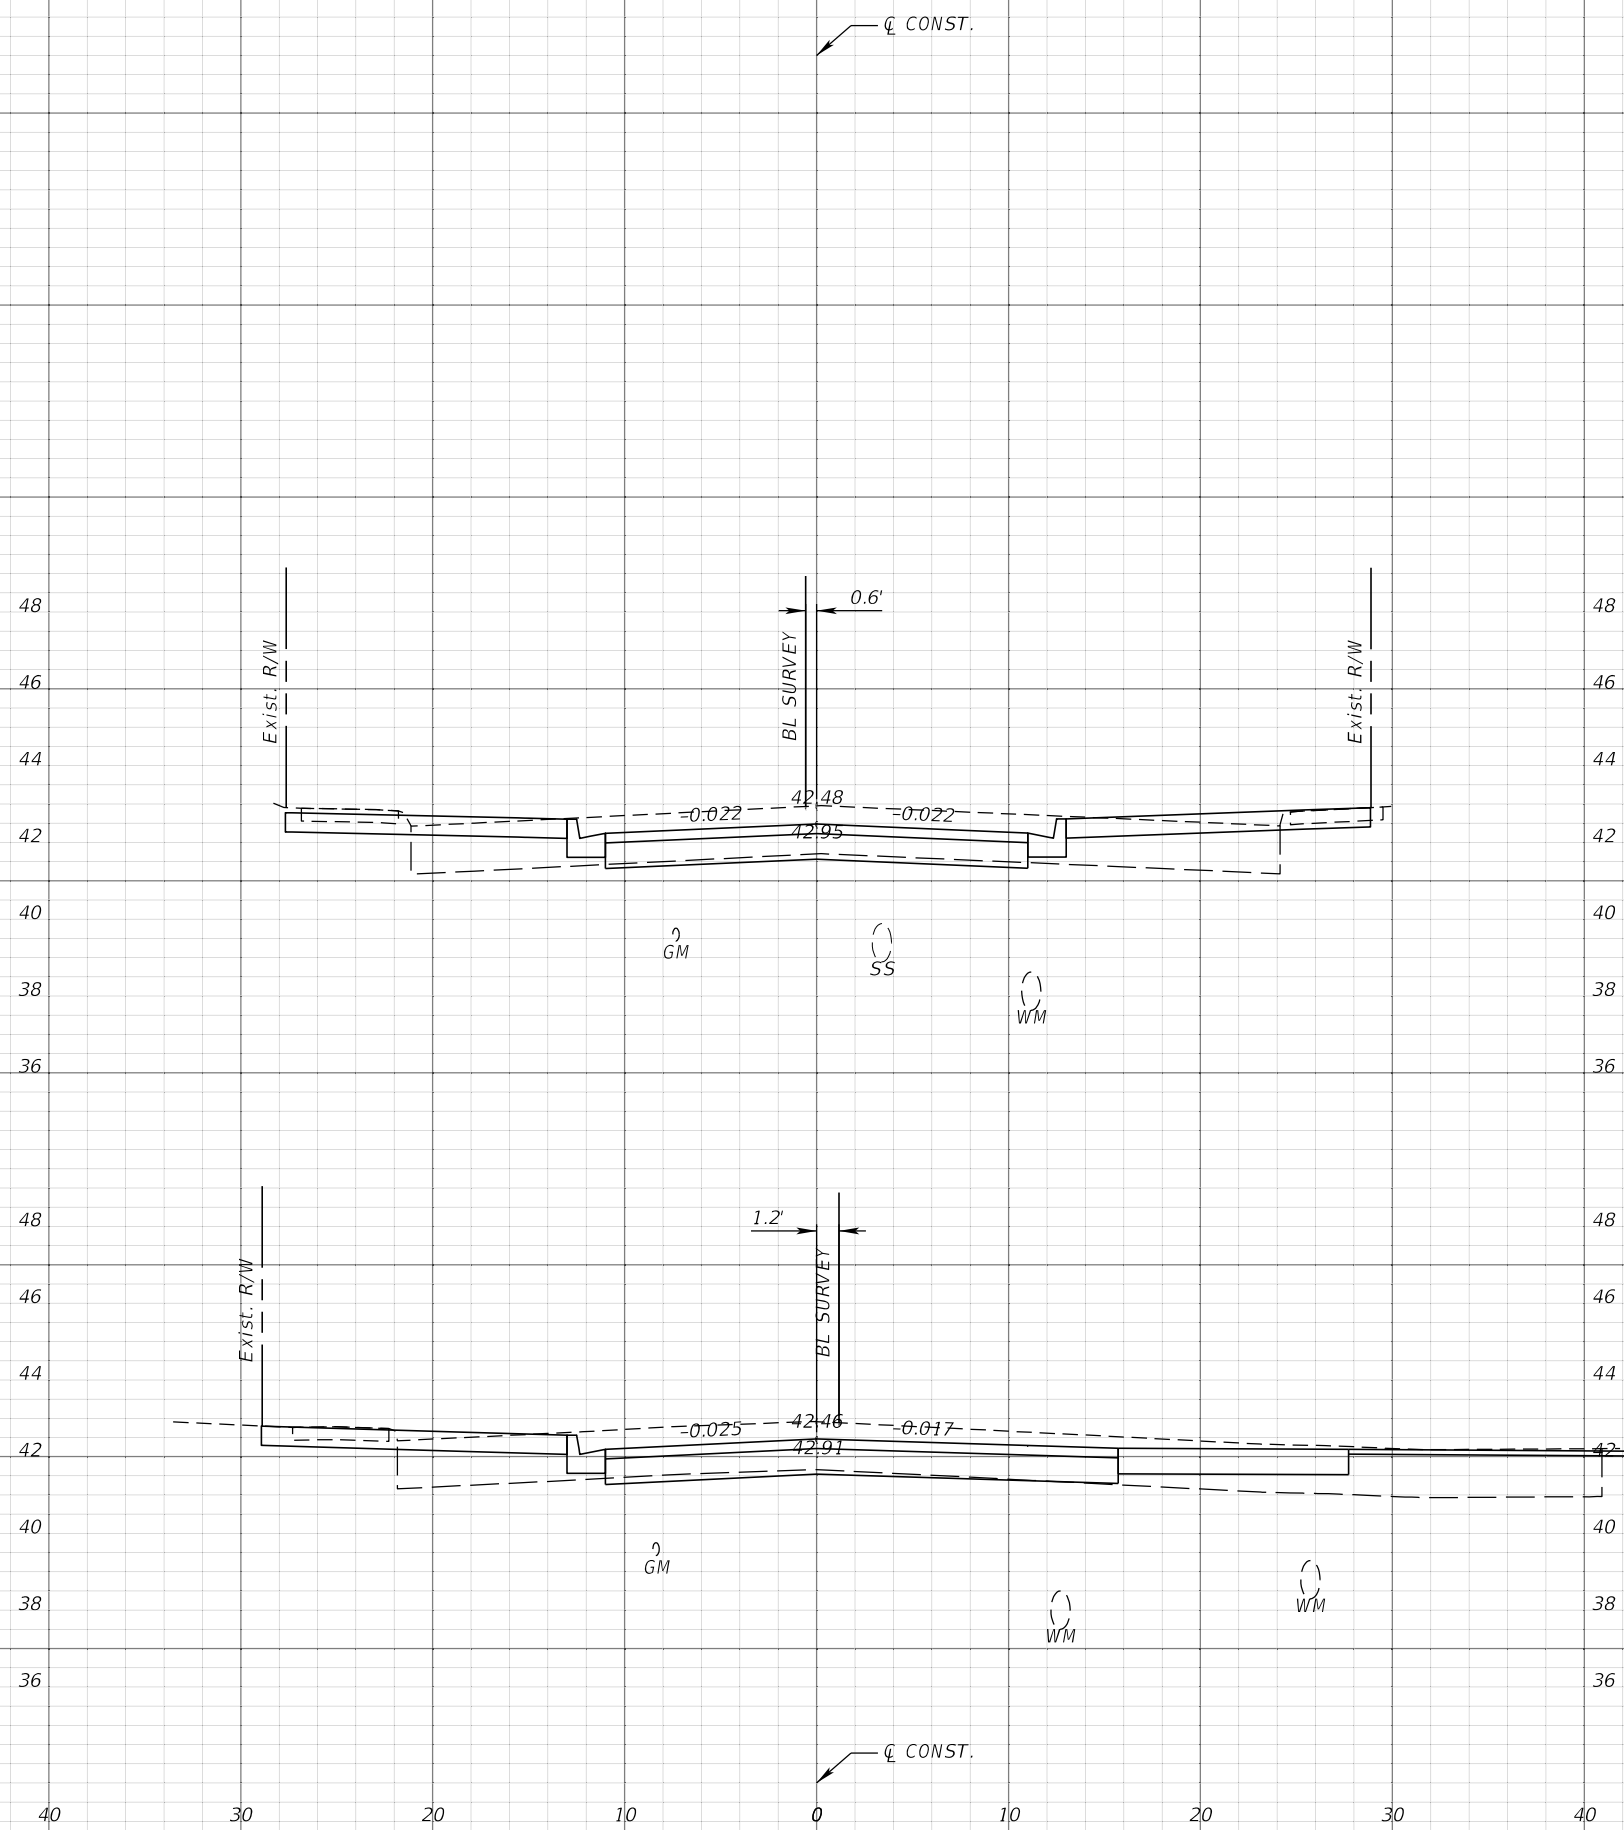 ℄ CONST.
48 0.6' 48
Exist. R/W BL SURVEY Exist. R/W
46 46
44 44
42.48
-0.022 -0.022
42 42.95 42
40 40
GM SS
38 38
WM
36 36
48 1.2' 48
Exist. R/W BL SURVEY
46 46
44 44
42.46
-0.025 -0.017
42 42.91 42
40 40
GM
38 WM WM 38
36 36
℄ CONST.
40 30 20 10 0 10 20 30 40